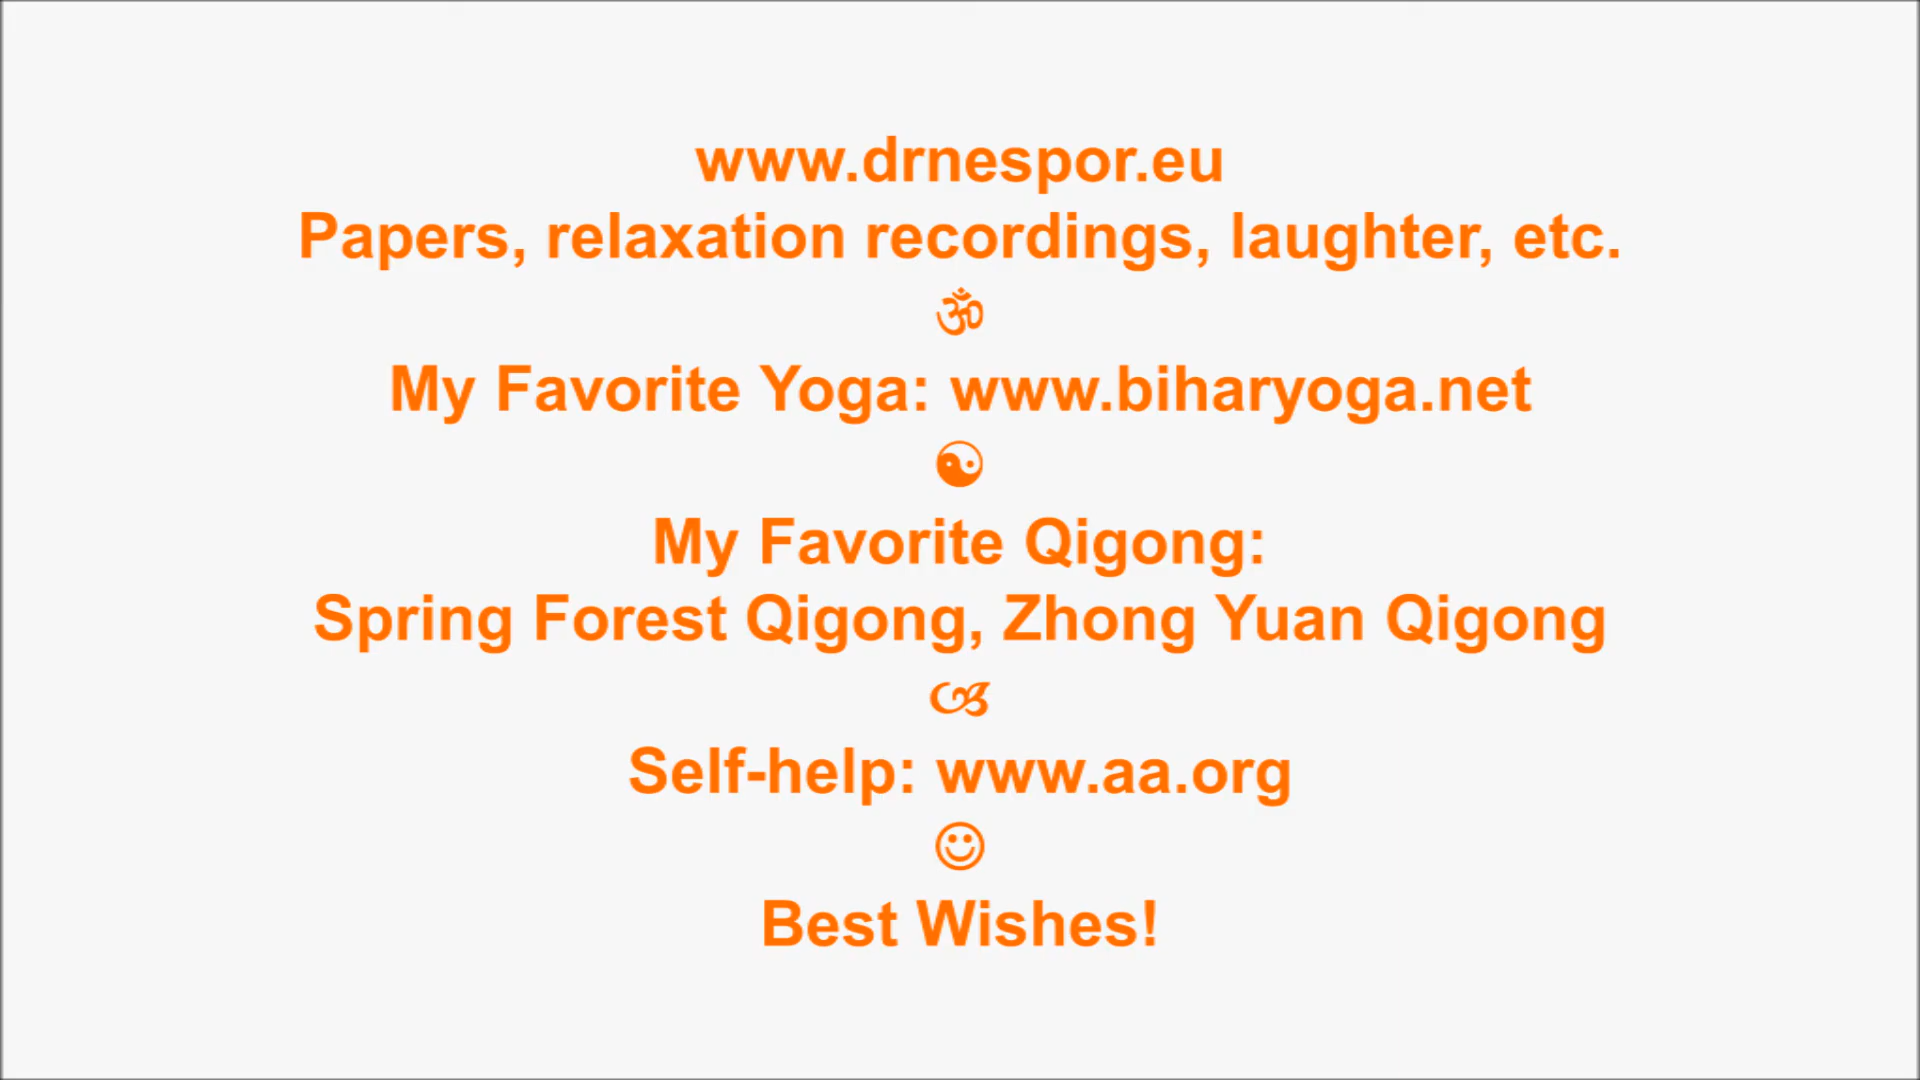 www.drnespor.eu
Papers, relaxation recordings, laughter, etc.
ॐ
My Favorite Yoga: www.biharyoga.net
☯
My Favorite Qigong:
Spring Forest Qigong, Zhong Yuan Qigong
🙢
Self-help: www.aa.org
☺
Best Wishes!